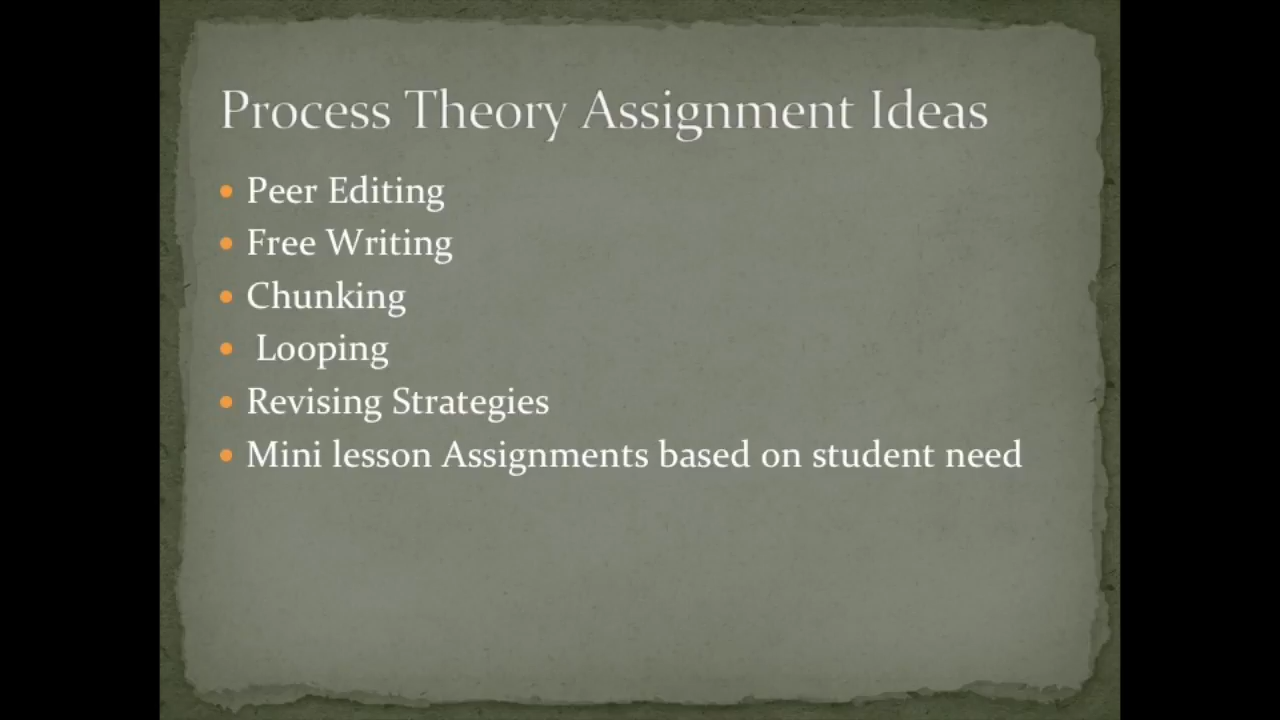 Process Theory Assignment Ideas
• Peer Editing
• Free Writing
• Chunking
• Looping
• Revising Strategies
• Mini lesson Assignments based on student need